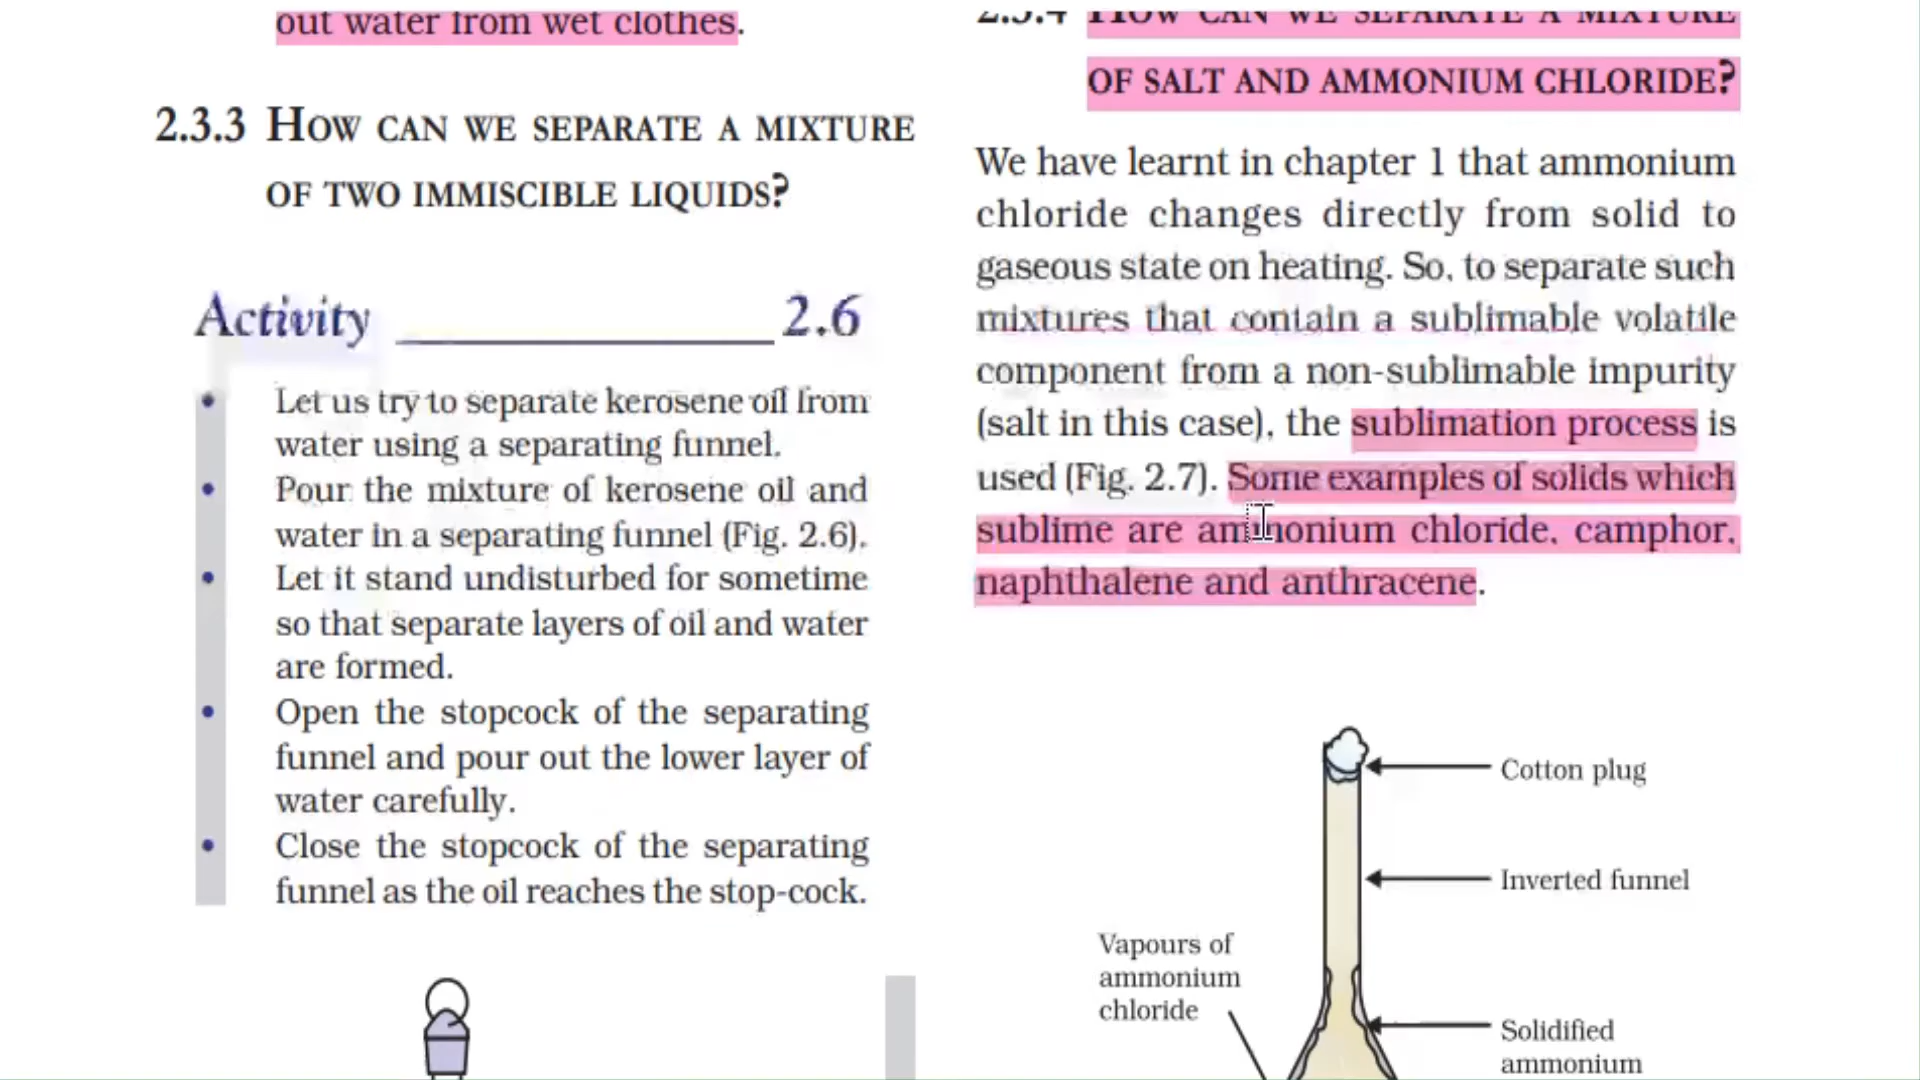 out water from wet clothes.
2.3.3 HOW CAN WE SEPARATE A MIXTURE
OF TWO IMMISCIBLE LIQUIDS?
Activity 2.6
• Let us try to separate kerosene oil from
water using a separating funnel.
• Pour the mixture of kerosene oil and
water in a separating funnel (Fig. 2.6).
• Let it stand undisturbed for sometime
so that separate layers of oil and water
are formed.
• Open the stopcock of the separating
funnel and pour out the lower layer of
water carefully.
• Close the stopcock of the separating
funnel as the oil reaches the stop-cock.
2.3.4 HOW CAN WE SEPARATE A MIXTURE
OF SALT AND AMMONIUM CHLORIDE?
We have learnt in chapter 1 that ammonium
chloride changes directly from solid to
gaseous state on heating. So, to separate such
mixtures that contain a sublimable volatile
component from a non-sublimable impurity
(salt in this case), the sublimation process is
used (Fig. 2.7). Some examples of solids which
sublime are ammonium chloride, camphor,
naphthalene and anthracene.
Cotton plug
Inverted funnel
Vapours of
ammonium
chloride
Solidified
ammonium